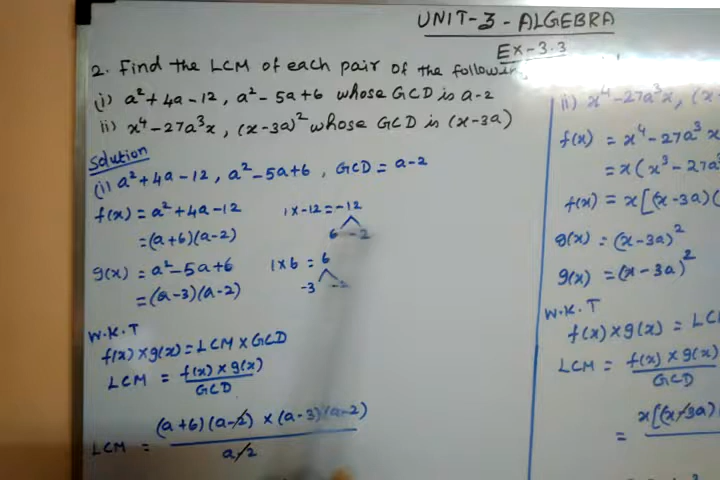 UNIT-3-ALGEBRA
Ex-3.3
2. Find the LCM of each pair of the following
(i) a²+4a-12, a²-5a+6 whose GCD is a-2
ii) x⁴-27a³x, (x-3a)² whose GCD is (x-3a)
Solution
(i) a²+4a-12, a²-5a+6, GCD = a-2
f(x) = a²+4a-12 1x-12=-12
=(a+6)(a-2) 6 -2
g(x) = a²-5a+6 1x6 = 6
=(a-3)(a-2) -3 -2
W.K.T
f(x) x g(x) = LCM X GCD
LCM = f(x) x g(x)
GCD
(a+6)(a-2) x (a-3)(a-2)
LCM =
a-2
ii) x⁴-27a³x, (x
f(x) = x⁴-27a³x
=x(x³-27a³
f(x) = x[(x-3a)(
g(x) = (x-3a)²
g(x) = (x-3a)²
W.K.T
f(x) x g(x) = LC
LCM = f(x) x g(x)
GCD
x[(x-3a)
=